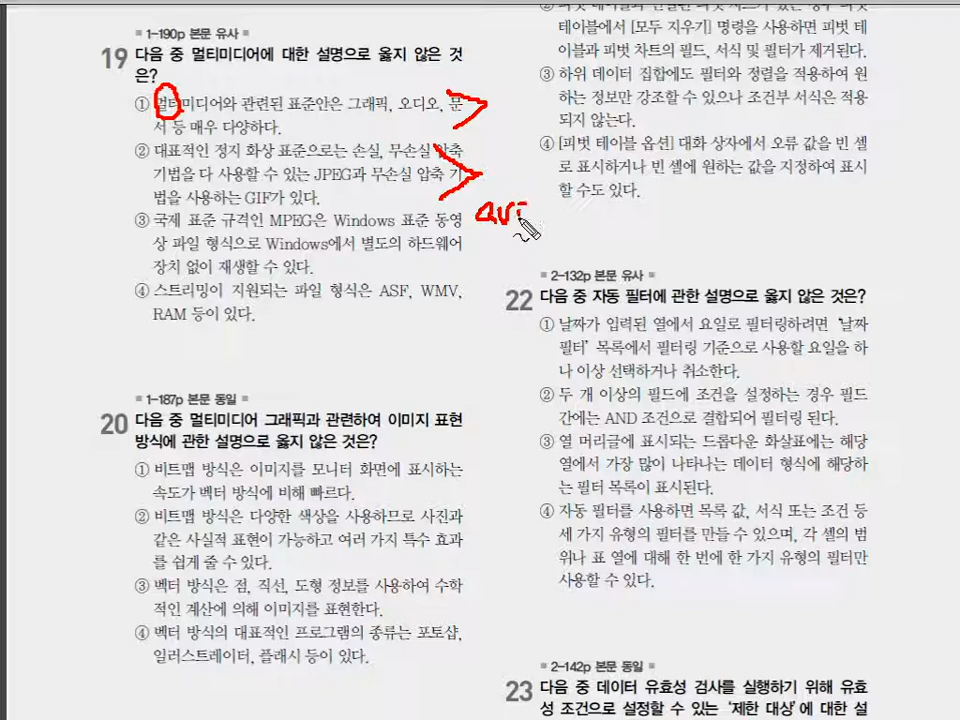 ■ 1-190p 본문 유사 ■
19 다음 중 멀티미디어에 대한 설명으로 옳지 않은 것
은?
① 멀티미디어와 관련된 표준안은 그래픽, 오디오, 문
서 등 매우 다양하다.
② 대표적인 정지 화상 표준으로는 손실, 무손실 압축
기법을 다 사용할 수 있는 JPEG과 무손실 압축 기
법을 사용하는 GIF가 있다.
③ 국제 표준 규격인 MPEG은 Windows 표준 동영
상 파일 형식으로 Windows에서 별도의 하드웨어
장치 없이 재생할 수 있다.
④ 스트리밍이 지원되는 파일 형식은 ASF, WMV,
RAM 등이 있다.
avi
■ 1-187p 본문 동일 ■
20 다음 중 멀티미디어 그래픽과 관련하여 이미지 표현
방식에 관한 설명으로 옳지 않은 것은?
① 비트맵 방식은 이미지를 모니터 화면에 표시하는
속도가 벡터 방식에 비해 빠르다.
② 비트맵 방식은 다양한 색상을 사용하므로 사진과
같은 사실적 표현이 가능하고 여러 가지 특수 효과
를 쉽게 줄 수 있다.
③ 벡터 방식은 점, 직선, 도형 정보를 사용하여 수학
적인 계산에 의해 이미지를 표현한다.
④ 벡터 방식의 대표적인 프로그램의 종류는 포토샵,
일러스트레이터, 플래시 등이 있다.
테이블에서 [모두 지우기] 명령을 사용하면 피벗 테
이블과 피벗 차트의 필드, 서식 및 필터가 제거된다.
③ 하위 데이터 집합에도 필터와 정렬을 적용하여 원
하는 정보만 강조할 수 있으나 조건부 서식은 적용
되지 않는다.
④ [피벗 테이블 옵션] 대화 상자에서 오류 값을 빈 셀
로 표시하거나 빈 셀에 원하는 값을 지정하여 표시
할 수도 있다.
■ 2-132p 본문 유사 ■
22 다음 중 자동 필터에 관한 설명으로 옳지 않은 것은?
① 날짜가 입력된 열에서 요일로 필터링하려면 '날짜
필터' 목록에서 필터링 기준으로 사용할 요일을 하
나 이상 선택하거나 취소한다.
② 두 개 이상의 필드에 조건을 설정하는 경우 필드
간에는 AND 조건으로 결합되어 필터링 된다.
③ 열 머리글에 표시되는 드롭다운 화살표에는 해당
열에서 가장 많이 나타나는 데이터 형식에 해당하
는 필터 목록이 표시된다.
④ 자동 필터를 사용하면 목록 값, 서식 또는 조건 등
세 가지 유형의 필터를 만들 수 있으며, 각 셀의 범
위나 표 열에 대해 한 번에 한 가지 유형의 필터만
사용할 수 있다.
■ 2-142p 본문 동일 ■
23 다음 중 데이터 유효성 검사를 실행하기 위해 유효
성 조건으로 설정할 수 있는 '제한 대상'에 대한 설